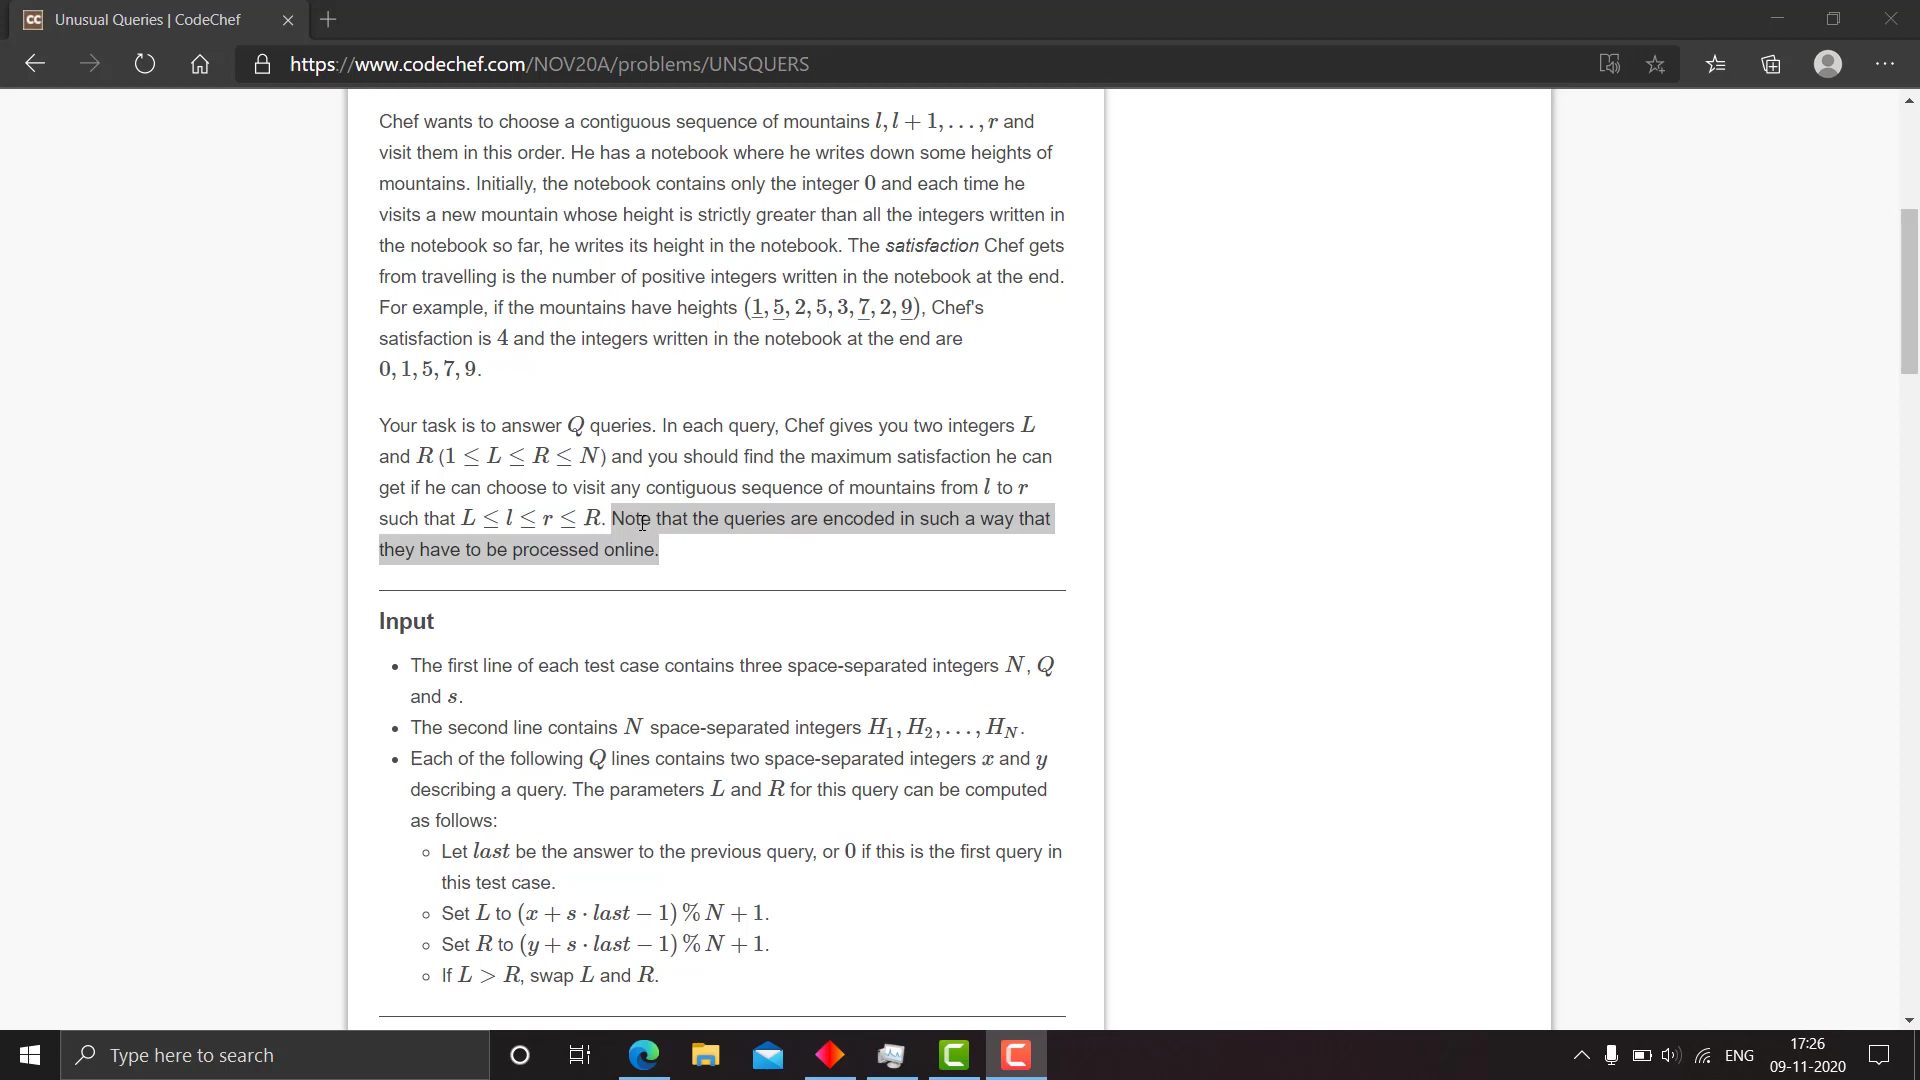 Unusual Queries | CodeChef
https://www.codechef.com/NOV20A/problems/UNSQUERS
Chef wants to choose a contiguous sequence of mountains l, l + 1, . . . , r and
visit them in this order. He has a notebook where he writes down some heights of
mountains. Initially, the notebook contains only the integer 0 and each time he
visits a new mountain whose height is strictly greater than all the integers written in
the notebook so far, he writes its height in the notebook. The satisfaction Chef gets
from travelling is the number of positive integers written in the notebook at the end.
For example, if the mountains have heights (1, 5, 2, 5, 3, 7, 2, 9), Chef's
satisfaction is 4 and the integers written in the notebook at the end are
0, 1, 5, 7, 9.
Your task is to answer Q queries. In each query, Chef gives you two integers L
and R (1 ≤ L ≤ R ≤ N) and you should find the maximum satisfaction he can
get if he can choose to visit any contiguous sequence of mountains from l to r
such that L ≤ l ≤ r ≤ R. Note that the queries are encoded in such a way that
they have to be processed online.
Input
• The first line of each test case contains three space-separated integers N, Q
and s.
• The second line contains N space-separated integers H₁, H₂, . . . , H_N.
• Each of the following Q lines contains two space-separated integers x and y
describing a query. The parameters L and R for this query can be computed
as follows:
◦ Let last be the answer to the previous query, or 0 if this is the first query in
this test case.
◦ Set L to (x + s · last − 1) % N + 1.
◦ Set R to (y + s · last − 1) % N + 1.
◦ If L > R, swap L and R.
Type here to search
ENG
17:26
09-11-2020